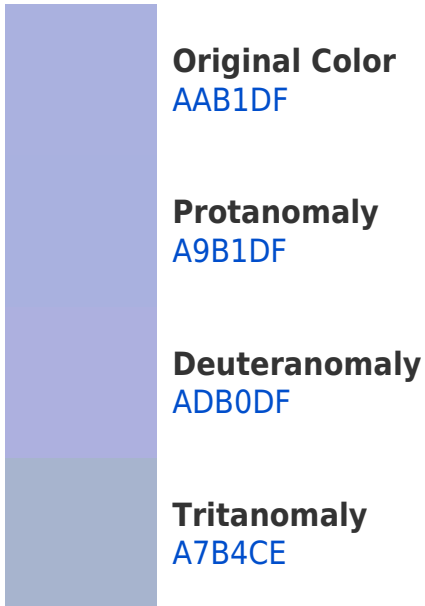 Original Color
AAB1DF
Protanomaly
A9B1DF
Deuteranomaly
ADB0DF
Tritanomaly
A7B4CE